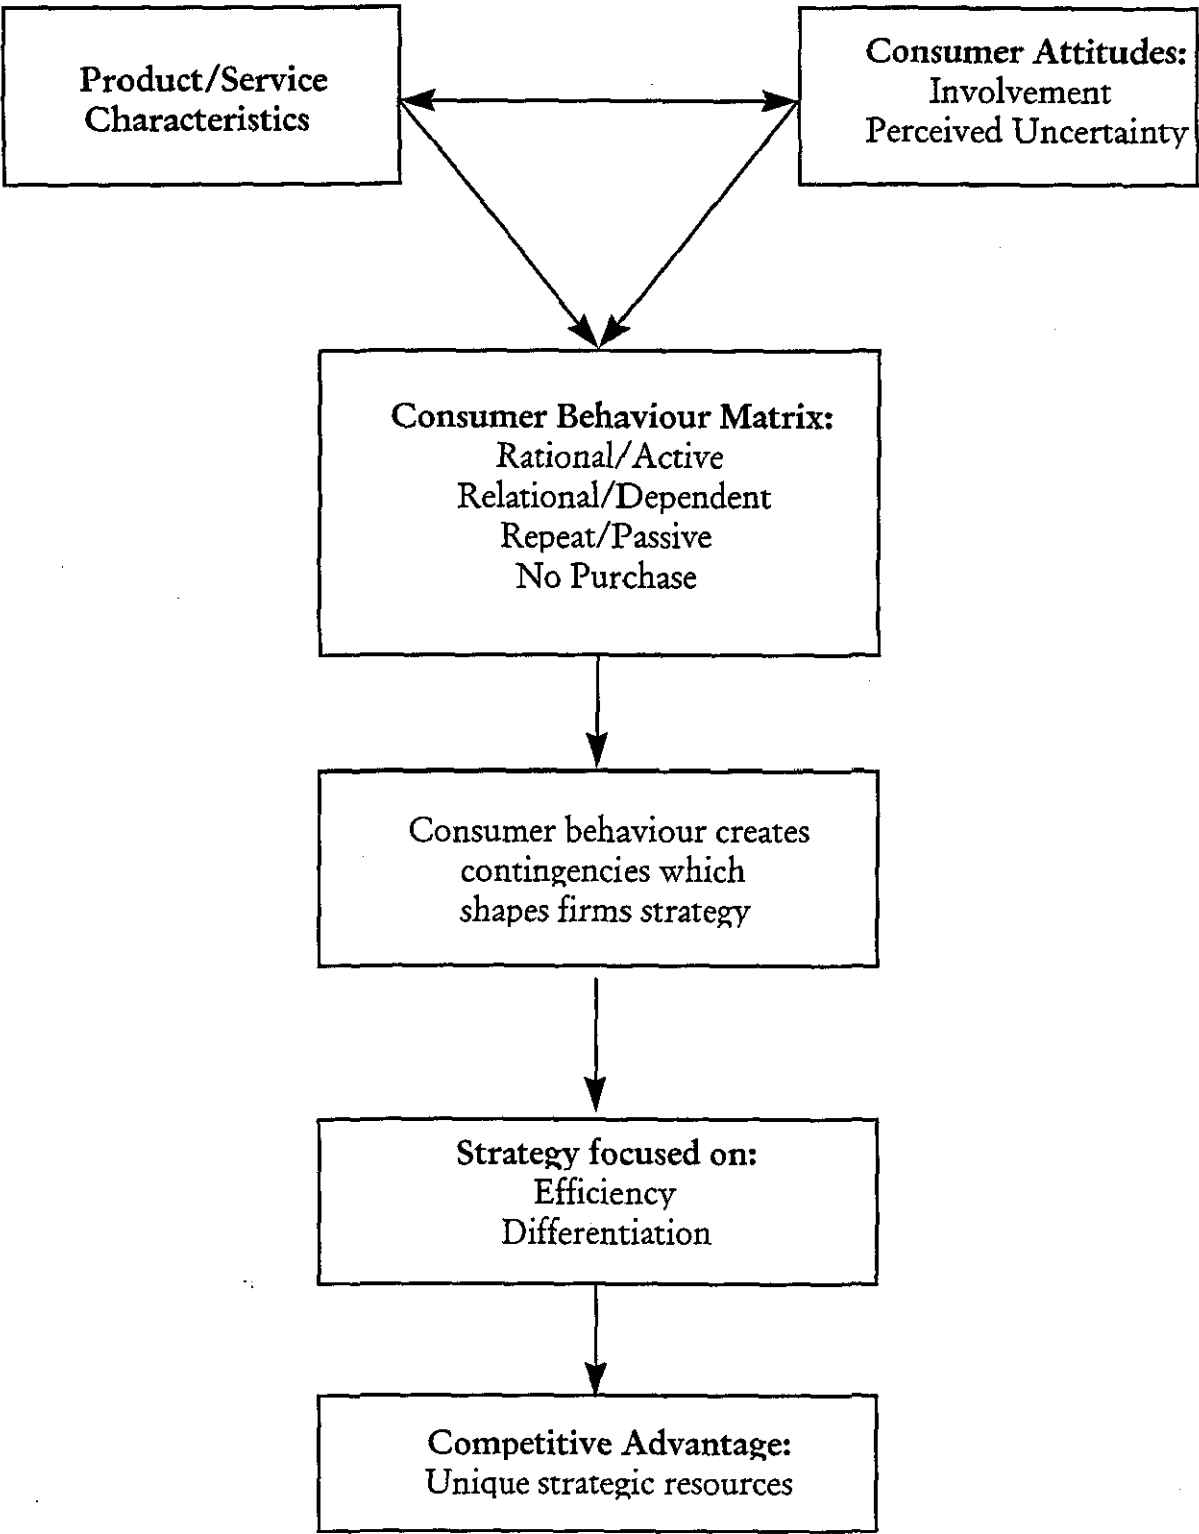 Product/Service
Characteristics
Consumer Attitudes:
Involvement
Perceived Uncertainty
Consumer Behaviour Matrix:
Rational/Active
Relational/Dependent
Repeat/Passive
No Purchase
Consumer behaviour creates
contingencies which
shapes firms strategy
Strategy focused on:
Efficiency
Differentiation
Competitive Advantage:
Unique strategic resources